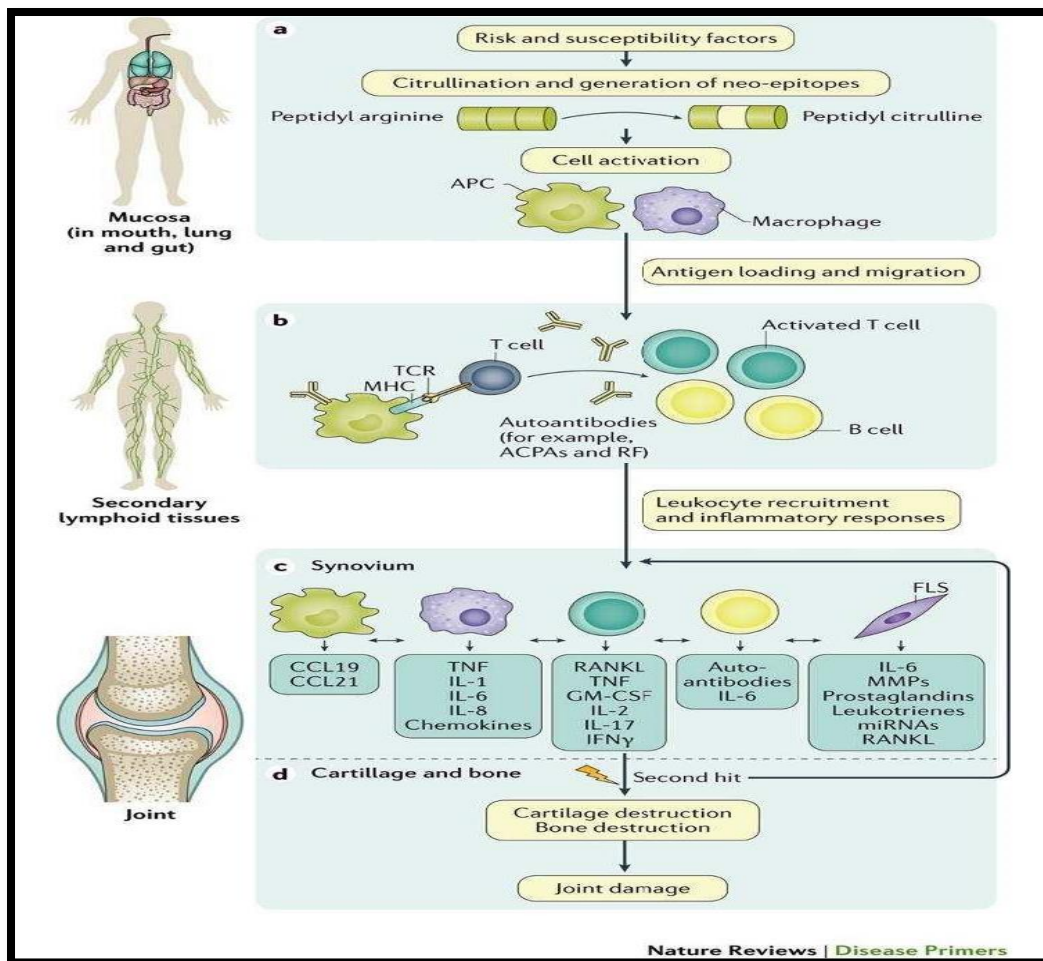 a
Risk and susceptibility factors
Citrullination and generation of neo-epitopes
Peptidyl arginine
Peptidyl citrulline
Cell activation
APC
Macrophage
Mucosa
(in mouth, lung
and gut)
Antigen loading and migration
b
T cell
TCR
MHC
Activated T cell
Autoantibodies
(for example,
ACPAs and RF)
B cell
Secondary
lymphoid tissues
Leukocyte recruitment
and inflammatory responses
c Synovium
FLS
CCL19
CCL21
TNF
IL-1
IL-6
IL-8
Chemokines
RANKL
TNF
GM-CSF
IL-2
IL-17
IFNγ
Auto-
antibodies
IL-6
IL-6
MMPs
Prostaglandins
Leukotrienes
miRNAs
RANKL
d Cartillage and bone
Second hit
Joint
Cartilage destruction
Bone destruction
Joint damage
Nature Reviews | Disease Primers